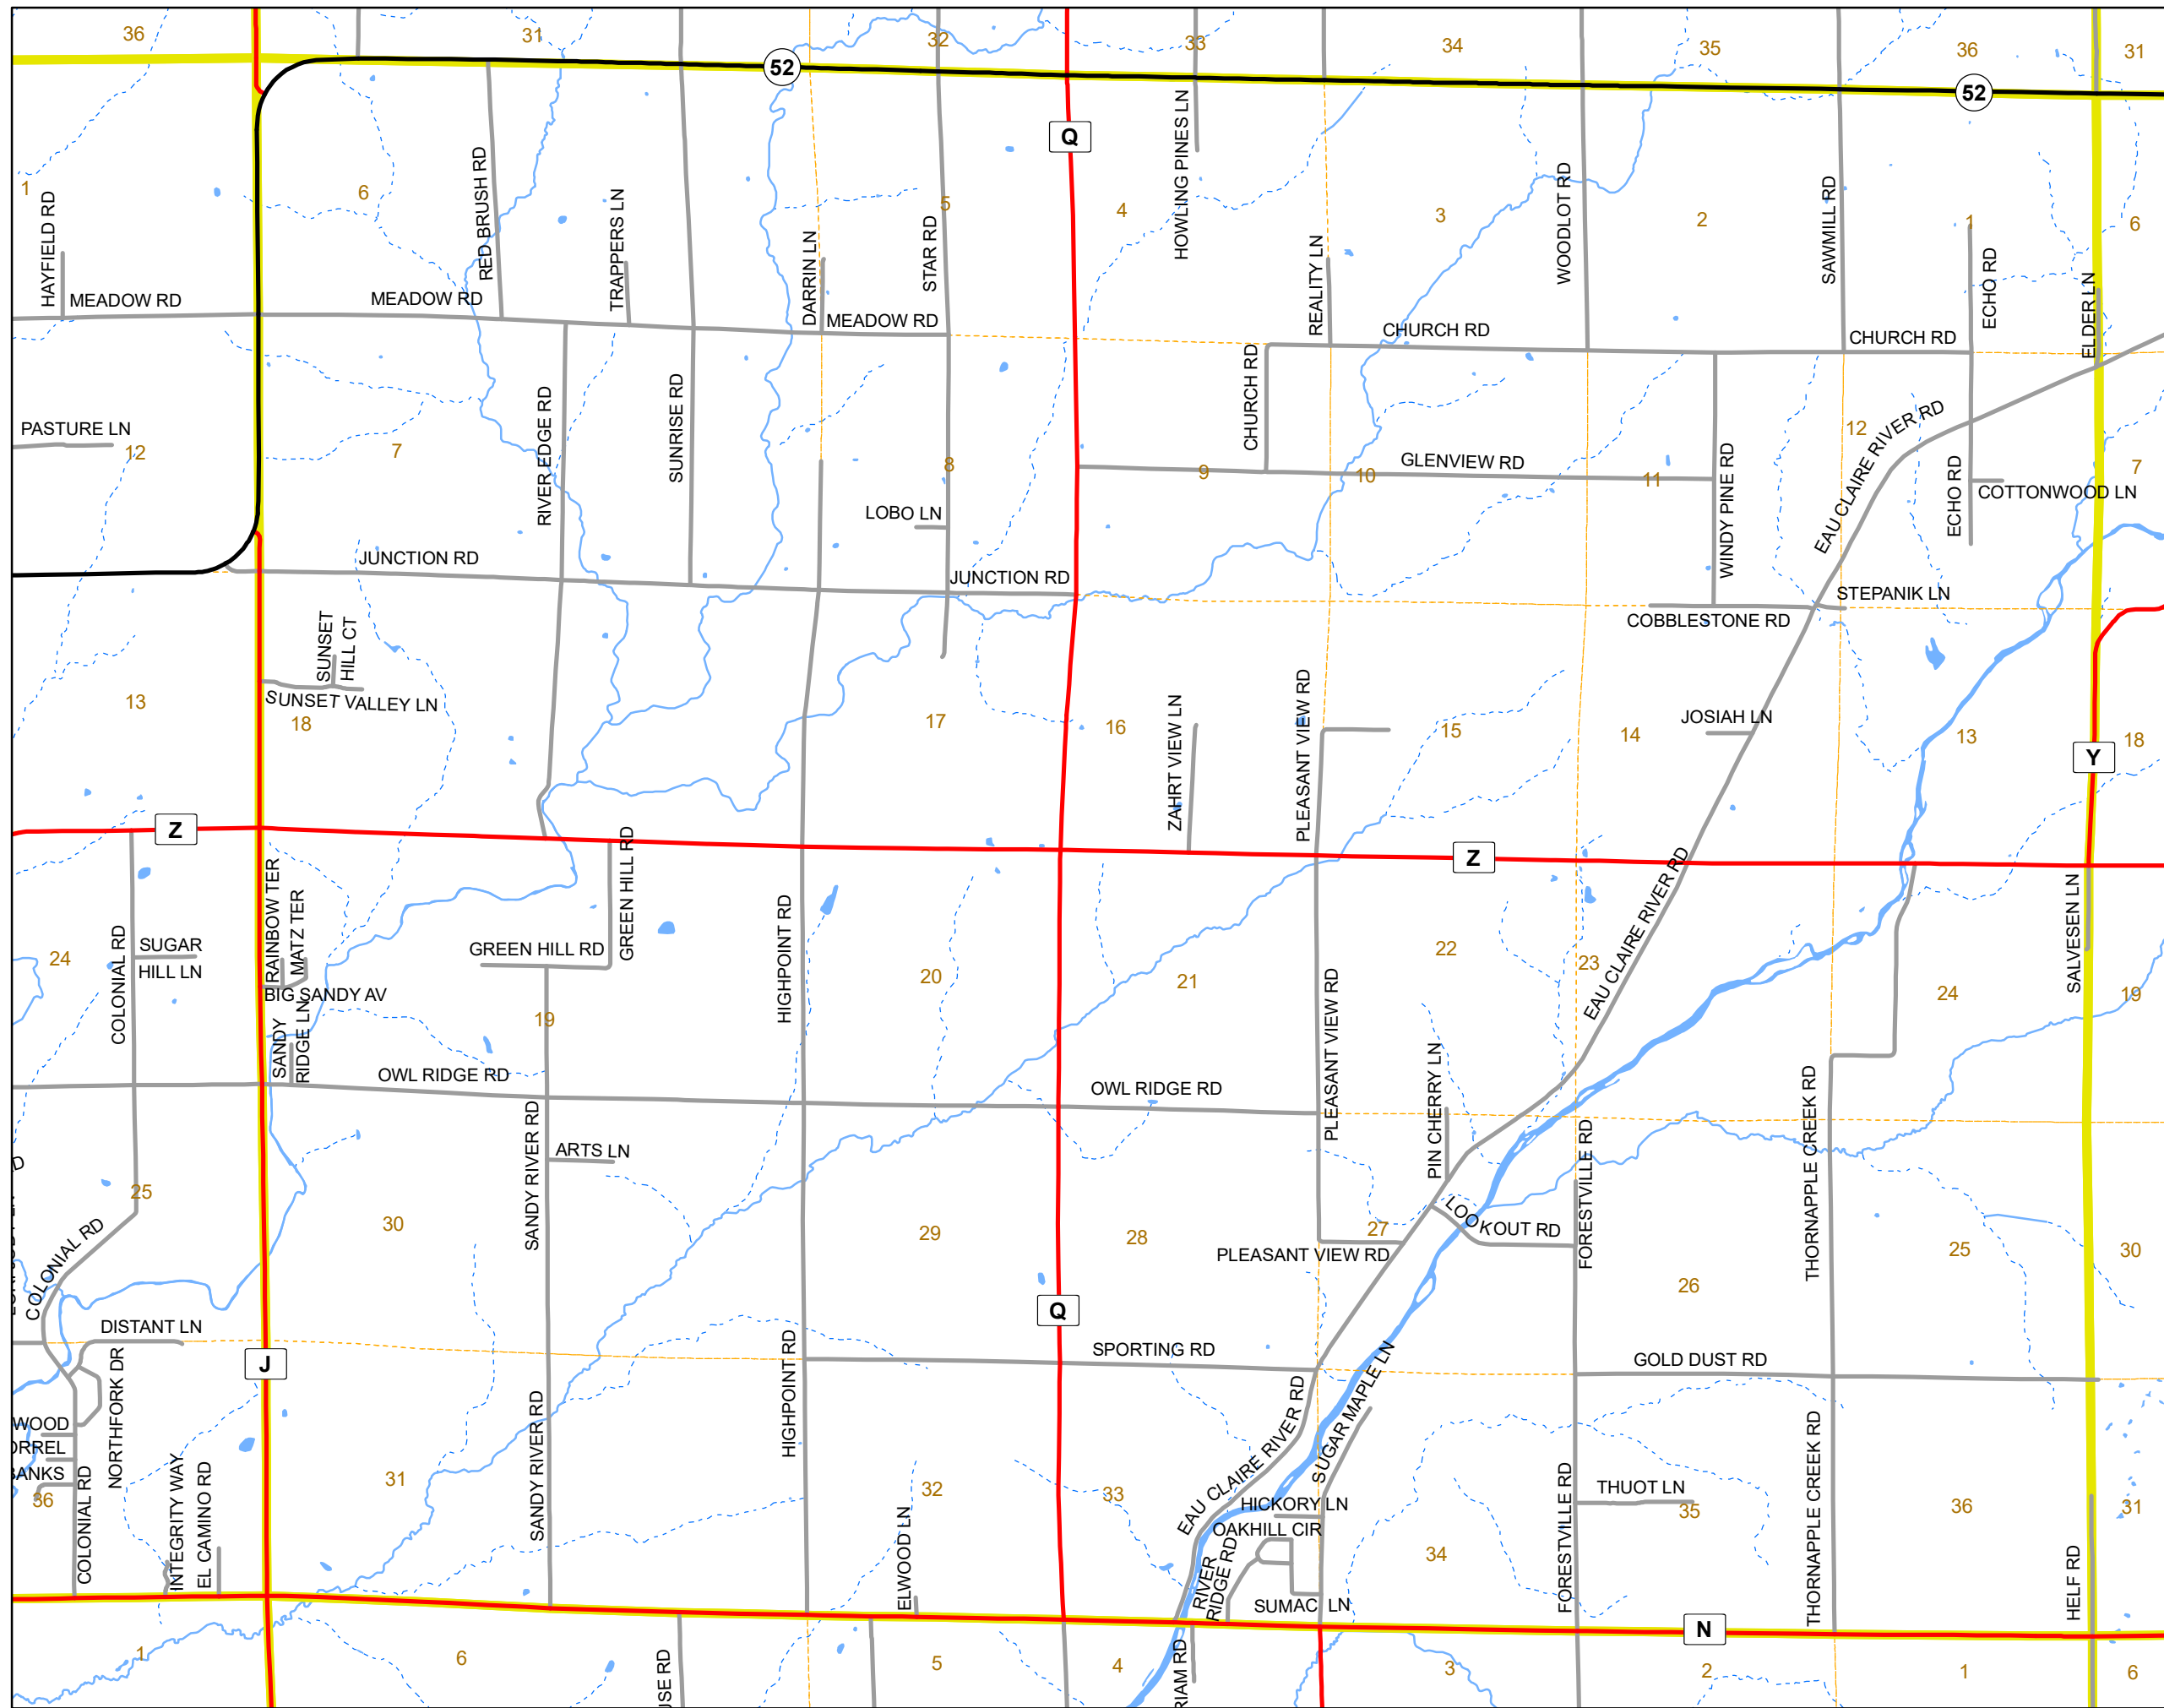 36
31
32
33
34
35
36
31
52
52
Q
1
HAYFIELD RD
6
RED BRUSH RD
TRAPPERS LN
DARRIN LN
STAR RD
5
4
HOWLING PINES LN
3
REALITY LN
WOODLOT RD
2
SAWMILL RD
1
ECHO RD
ELDER LN
6
MEADOW RD
MEADOW RD
MEADOW RD
CHURCH RD
CHURCH RD
PASTURE LN
12
7
RIVER EDGE RD
SUNRISE RD
8
LOBO LN
CHURCH RD
9
GLENVIEW RD
10
11
WINDY PINE RD
12
EAU CLAIRE RIVER RD
ECHO RD
COTTONWOOD LN
7
JUNCTION RD
JUNCTION RD
STEPANIK LN
COBBLESTONE RD
SUNSET
HILL CT
SUNSET VALLEY LN
13
18
17
16
ZAHRT VIEW LN
PLEASANT VIEW RD
15
14
JOSIAH LN
13
Y
18
Z
Z
RAINBOW TER
MATZ TER
GREEN HILL RD
GREEN HILL RD
HIGHPOINT RD
COLONIAL RD
SUGAR
HILL LN
24
BIG SANDY AV
SANDY
RIDGE LN
19
20
21
22
23
EAU CLAIRE RIVER RD
24
SALVESEN LN
19
PLEASANT VIEW RD
OWL RIDGE RD
OWL RIDGE RD
PIN CHERRY LN
SANDY RIVER RD
ARTS LN
FORESTVILLE RD
THORNAPPLE CREEK RD
D
25
30
29
28
27
LOOKOUT RD
PLEASANT VIEW RD
26
25
30
COLONIAL RD
Q
DISTANT LN
NORTHFORK DR
J
HIGHPOINT RD
SPORTING RD
SUGAR MAPLE LN
GOLD DUST RD
WOOD
ORREL
BANKS
36
COLONIAL RD
INTEGRITY WAY
EL CAMINO RD
31
SANDY RIVER RD
32
ELWOOD LN
33
EAU CLAIRE RIVER RD
HICKORY LN
OAKHILL CIR
RIVER
RIDGE RD
SUMAC LN
34
FORESTVILLE RD
THUOT LN
35
THORNAPPLE CREEK RD
36
HELF RD
31
N
1
6
USE RD
5
4
RIAM RD
3
2
1
6